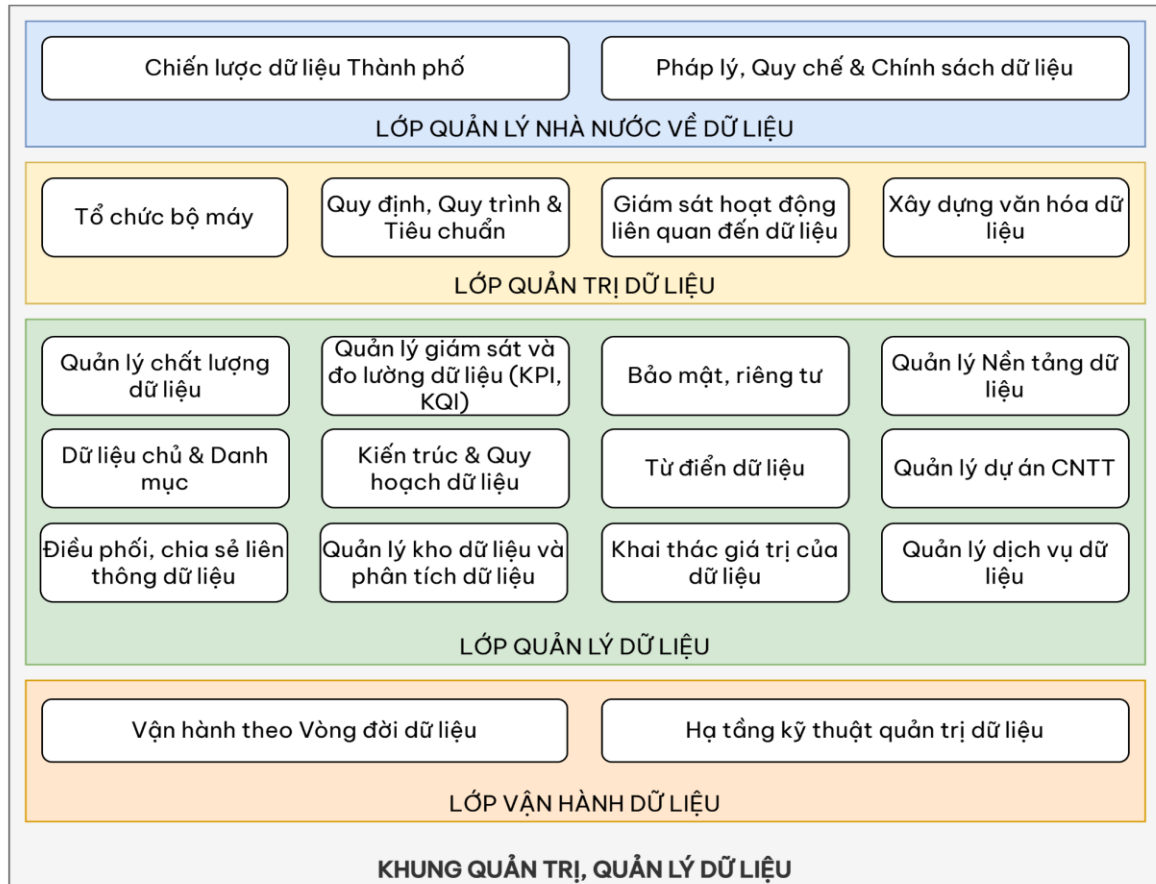 Chiến lược dữ liệu Thành phố
Pháp lý, Quy chế & Chính sách dữ liệu
LỚP QUẢN LÝ NHÀ NƯỚC VỀ DỮ LIỆU
Tổ chức bộ máy
Quy định, Quy trình &
Tiêu chuẩn
Giám sát hoạt động
liên quan đến dữ liệu
Xây dựng văn hóa dữ
liệu
LỚP QUẢN TRỊ DỮ LIỆU
Quản lý chất lượng
dữ liệu
Quản lý giám sát và
đo lường dữ liệu (KPI,
KQI)
Bảo mật, riêng tư
Quản lý Nền tảng dữ
liệu
Dữ liệu chủ & Danh
mục
Kiến trúc & Quy
hoạch dữ liệu
Từ điển dữ liệu
Quản lý dự án CNTT
Điều phối, chia sẻ liên
thông dữ liệu
Quản lý kho dữ liệu và
phân tích dữ liệu
Khai thác giá trị của
dữ liệu
Quản lý dịch vụ dữ
liệu
LỚP QUẢN LÝ DỮ LIỆU
Vận hành theo Vòng đời dữ liệu
Hạ tầng kỹ thuật quản trị dữ liệu
LỚP VẬN HÀNH DỮ LIỆU
KHUNG QUẢN TRỊ, QUẢN LÝ DỮ LIỆU